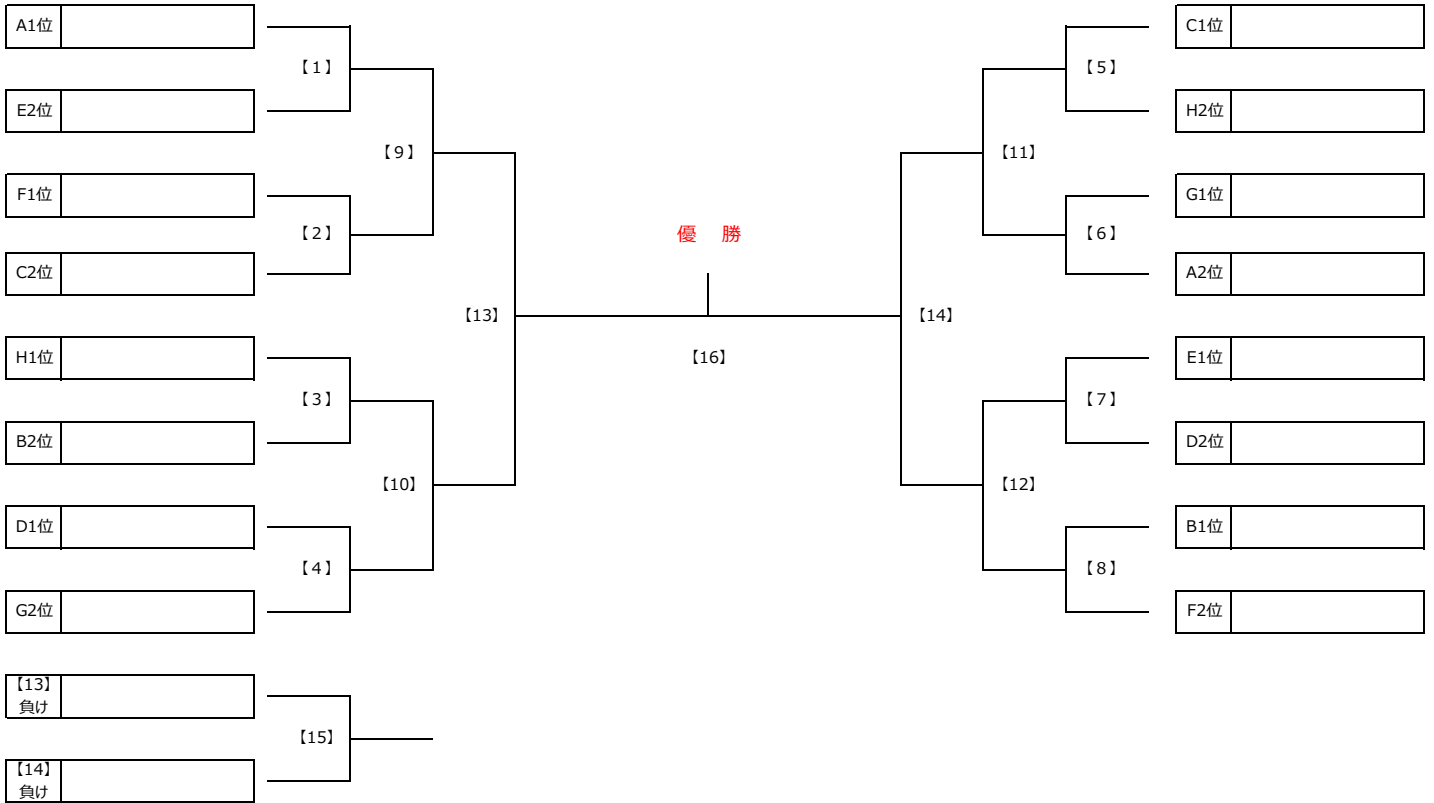 A1位
【１】
E2位
【９】
F1位
【２】
C2位
【13】
H1位
【３】
B2位
【10】
D1位
【４】
G2位
【13】
負け
【15】
【14】
負け
優　勝
【16】
C1位
【５】
H2位
【11】
G1位
【６】
A2位
【14】
E1位
【７】
D2位
【12】
B1位
【８】
F2位